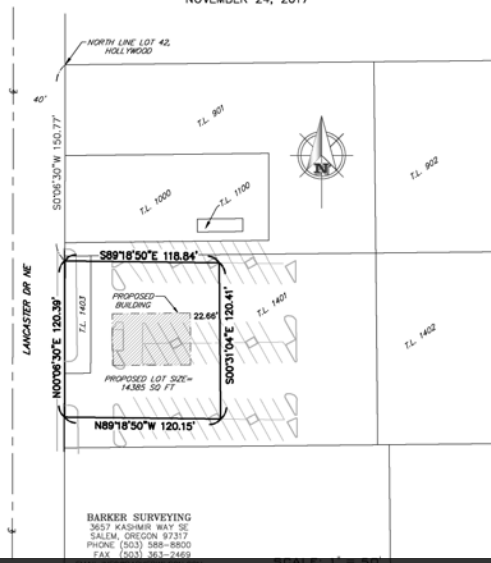 NOVEMBER 24, 2017
NORTH LINE LOT 42,
HOLLYWOOD
40'
S0°06'30"W 150.77'
T.L. 901
T.L. 902
N
T.L. 1000
T.L. 1100
S89°18'50"E 118.84'
LANCASTER DR NE
N00°06'30"E 120.39'
T.L. 1403
PROPOSED
BUILDING
22.66'
S00°31'04"E 120.41'
T.L. 1401
T.L. 1402
PROPOSED LOT SIZE=
14385 SQ FT
N89°18'50"W 120.15'
BARKER SURVEYING
3657 KASHMIR WAY SE
SALEM, OREGON 97317
PHONE (503) 588-8800
FAX (503) 363-2469
SCALE: 1" = 50'